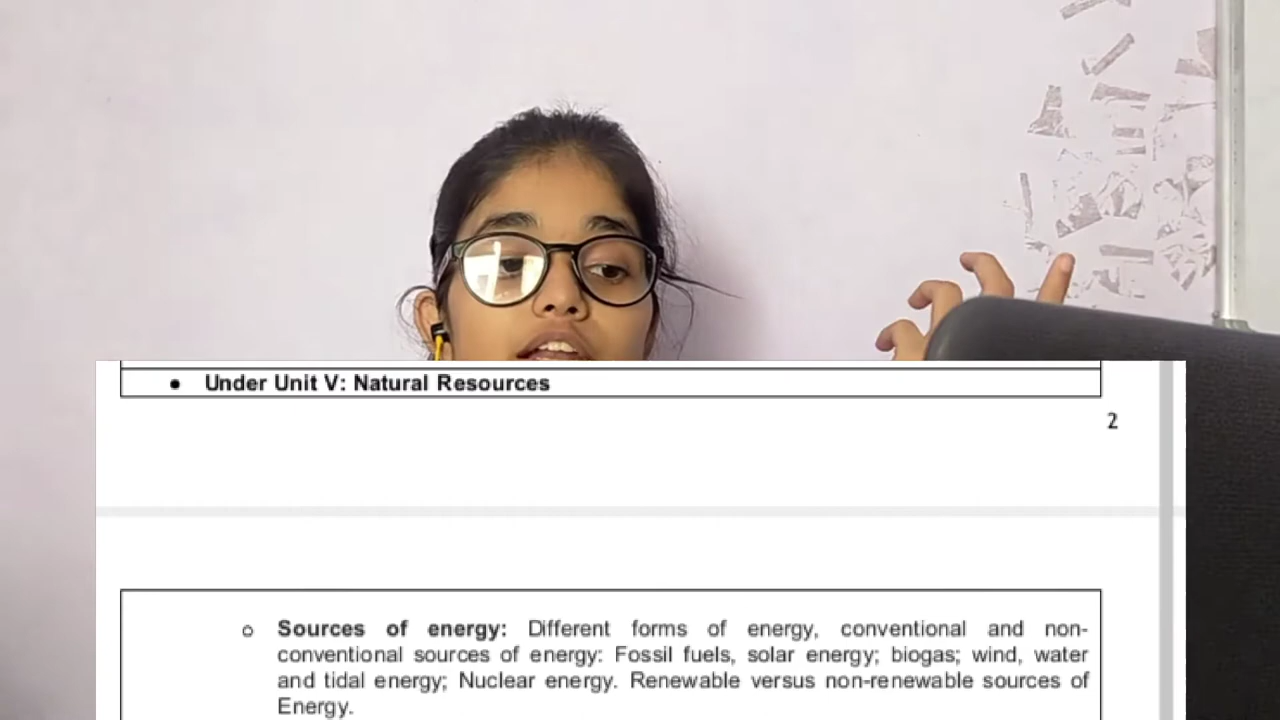 ● Under Unit V: Natural Resources
2
o Sources of energy: Different forms of energy, conventional and non-
conventional sources of energy: Fossil fuels, solar energy; biogas; wind, water
and tidal energy; Nuclear energy. Renewable versus non-renewable sources of
Energy.